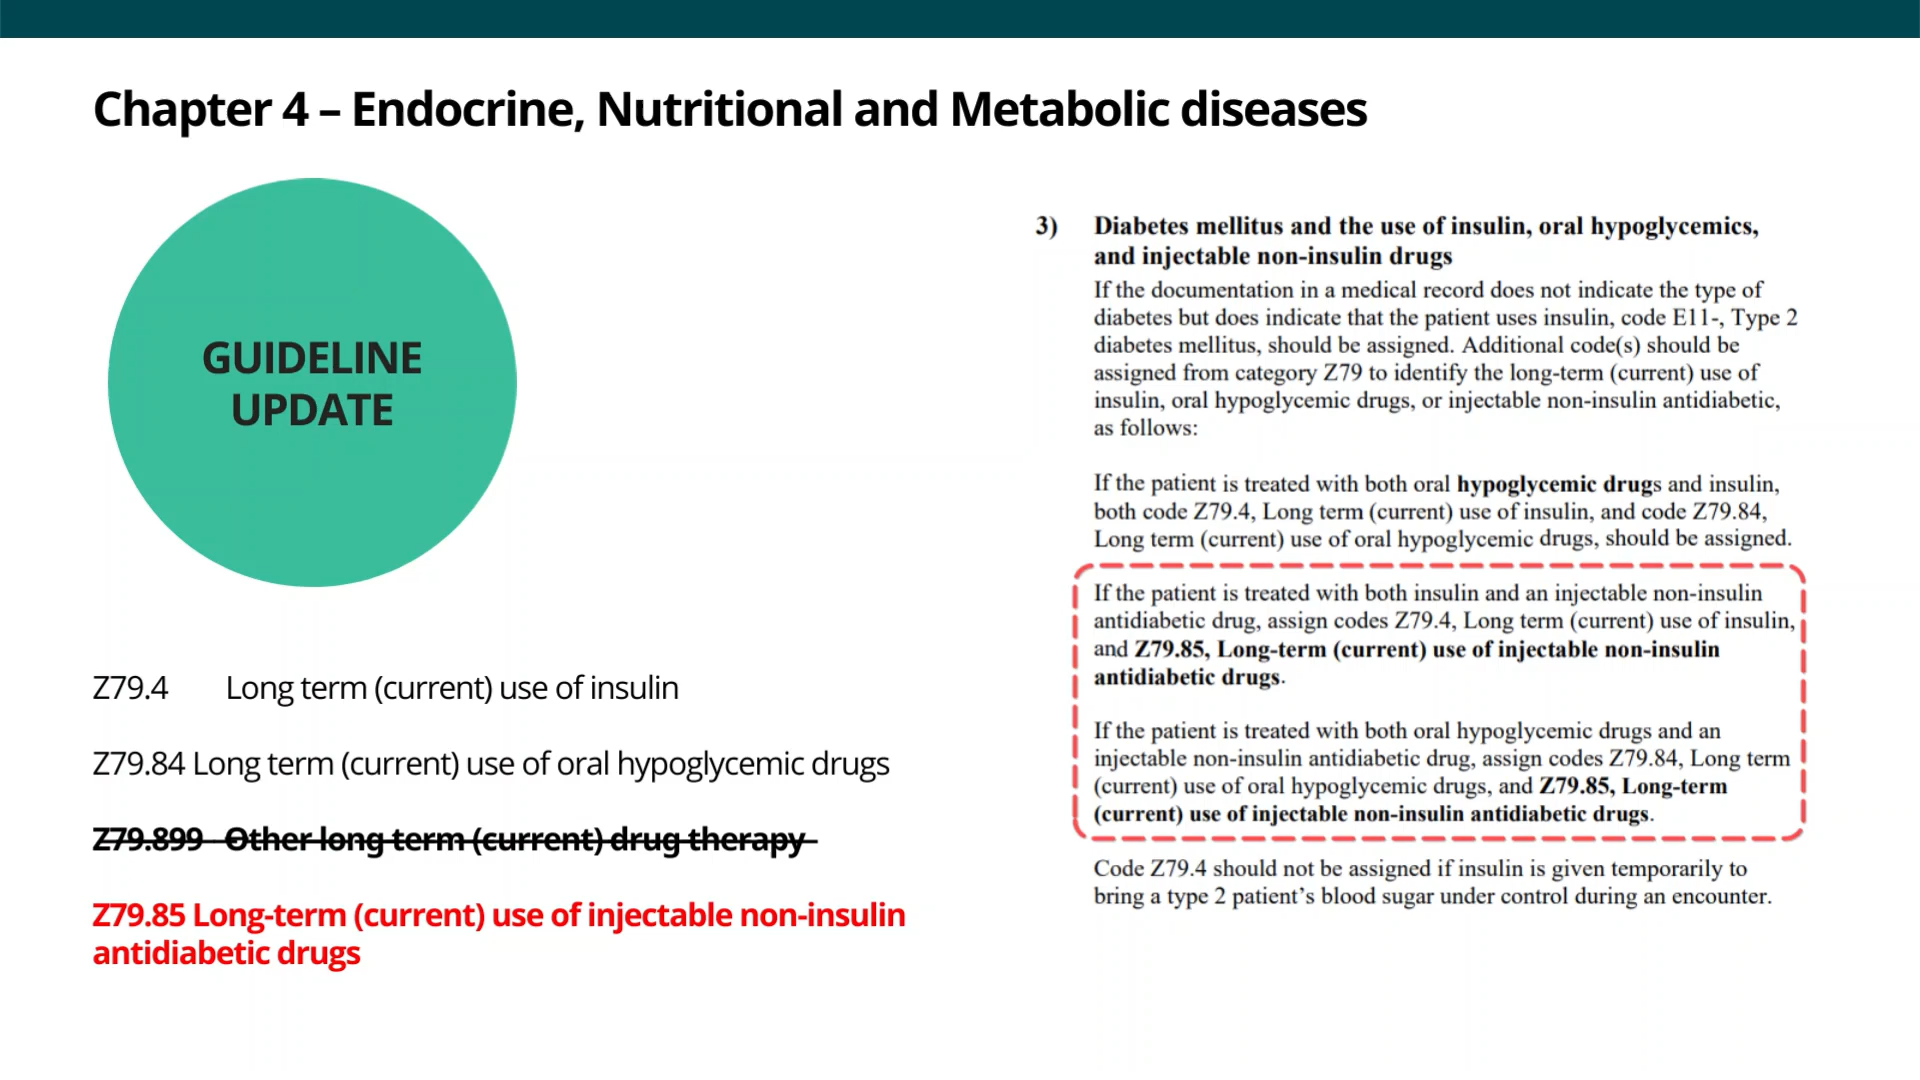 Chapter 4 – Endocrine, Nutritional and Metabolic diseases
GUIDELINE
UPDATE
Z79.4 Long term (current) use of insulin
Z79.84 Long term (current) use of oral hypoglycemic drugs
Z79.899 Other long term (current) drug therapy
Z79.85 Long-term (current) use of injectable non-insulin
antidiabetic drugs
3) Diabetes mellitus and the use of insulin, oral hypoglycemics,
and injectable non-insulin drugs
If the documentation in a medical record does not indicate the type of
diabetes but does indicate that the patient uses insulin, code E11-, Type 2
diabetes mellitus, should be assigned. Additional code(s) should be
assigned from category Z79 to identify the long-term (current) use of
insulin, oral hypoglycemic drugs, or injectable non-insulin antidiabetic,
as follows:
If the patient is treated with both oral hypoglycemic drugs and insulin,
both code Z79.4, Long term (current) use of insulin, and code Z79.84,
Long term (current) use of oral hypoglycemic drugs, should be assigned.
If the patient is treated with both insulin and an injectable non-insulin
antidiabetic drug, assign codes Z79.4, Long term (current) use of insulin,
and Z79.85, Long-term (current) use of injectable non-insulin
antidiabetic drugs.
If the patient is treated with both oral hypoglycemic drugs and an
injectable non-insulin antidiabetic drug, assign codes Z79.84, Long term
(current) use of oral hypoglycemic drugs, and Z79.85, Long-term
(current) use of injectable non-insulin antidiabetic drugs.
Code Z79.4 should not be assigned if insulin is given temporarily to
bring a type 2 patient’s blood sugar under control during an encounter.